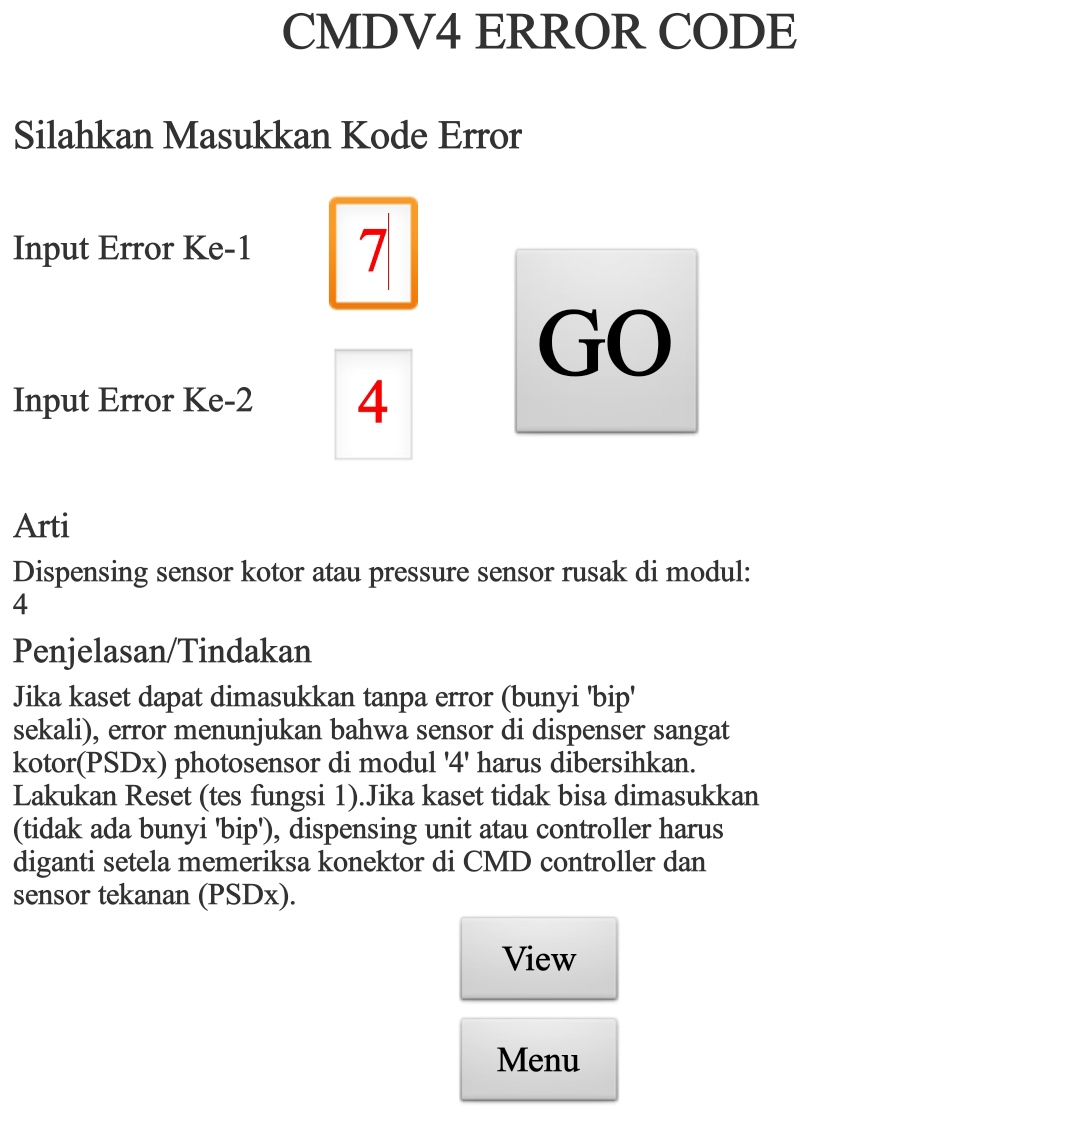 CMDV4 ERROR CODE
Silahkan Masukkan Kode Error
Input Error Ke-1
7
GO
Input Error Ke-2
4
Arti
Dispensing sensor kotor atau pressure sensor rusak di modul:
4
Penjelasan/Tindakan
Jika kaset dapat dimasukkan tanpa error (bunyi 'bip'
sekali), error menunjukan bahwa sensor di dispenser sangat
kotor(PSDx) photosensor di modul '4' harus dibersihkan.
Lakukan Reset (tes fungsi 1).Jika kaset tidak bisa dimasukkan
(tidak ada bunyi 'bip'), dispensing unit atau controller harus
diganti setela memeriksa konektor di CMD controller dan
sensor tekanan (PSDx).
View
Menu